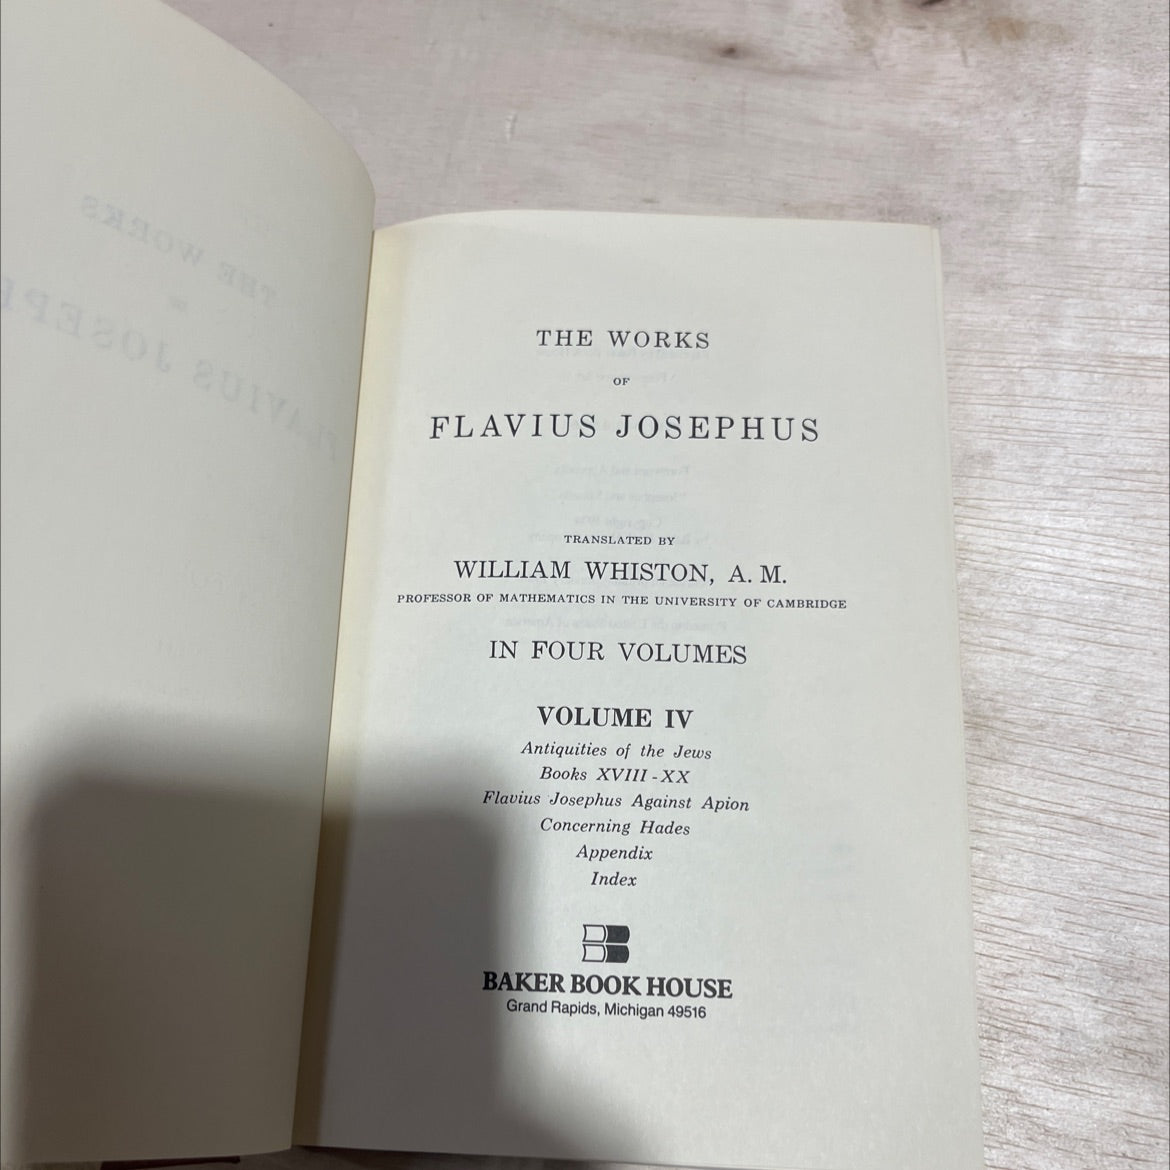 THE WORKS
OF
FLAVIUS JOSEPHUS
TRANSLATED BY
WILLIAM WHISTON, A. M.
PROFESSOR OF MATHEMATICS IN THE UNIVERSITY OF CAMBRIDGE
IN FOUR VOLUMES
VOLUME IV
Antiquities of the Jews
Books XVIII-XX
Flavius Josephus Against Apion
Concerning Hades
Appendix
Index
BAKER BOOK HOUSE
Grand Rapids, Michigan 49516